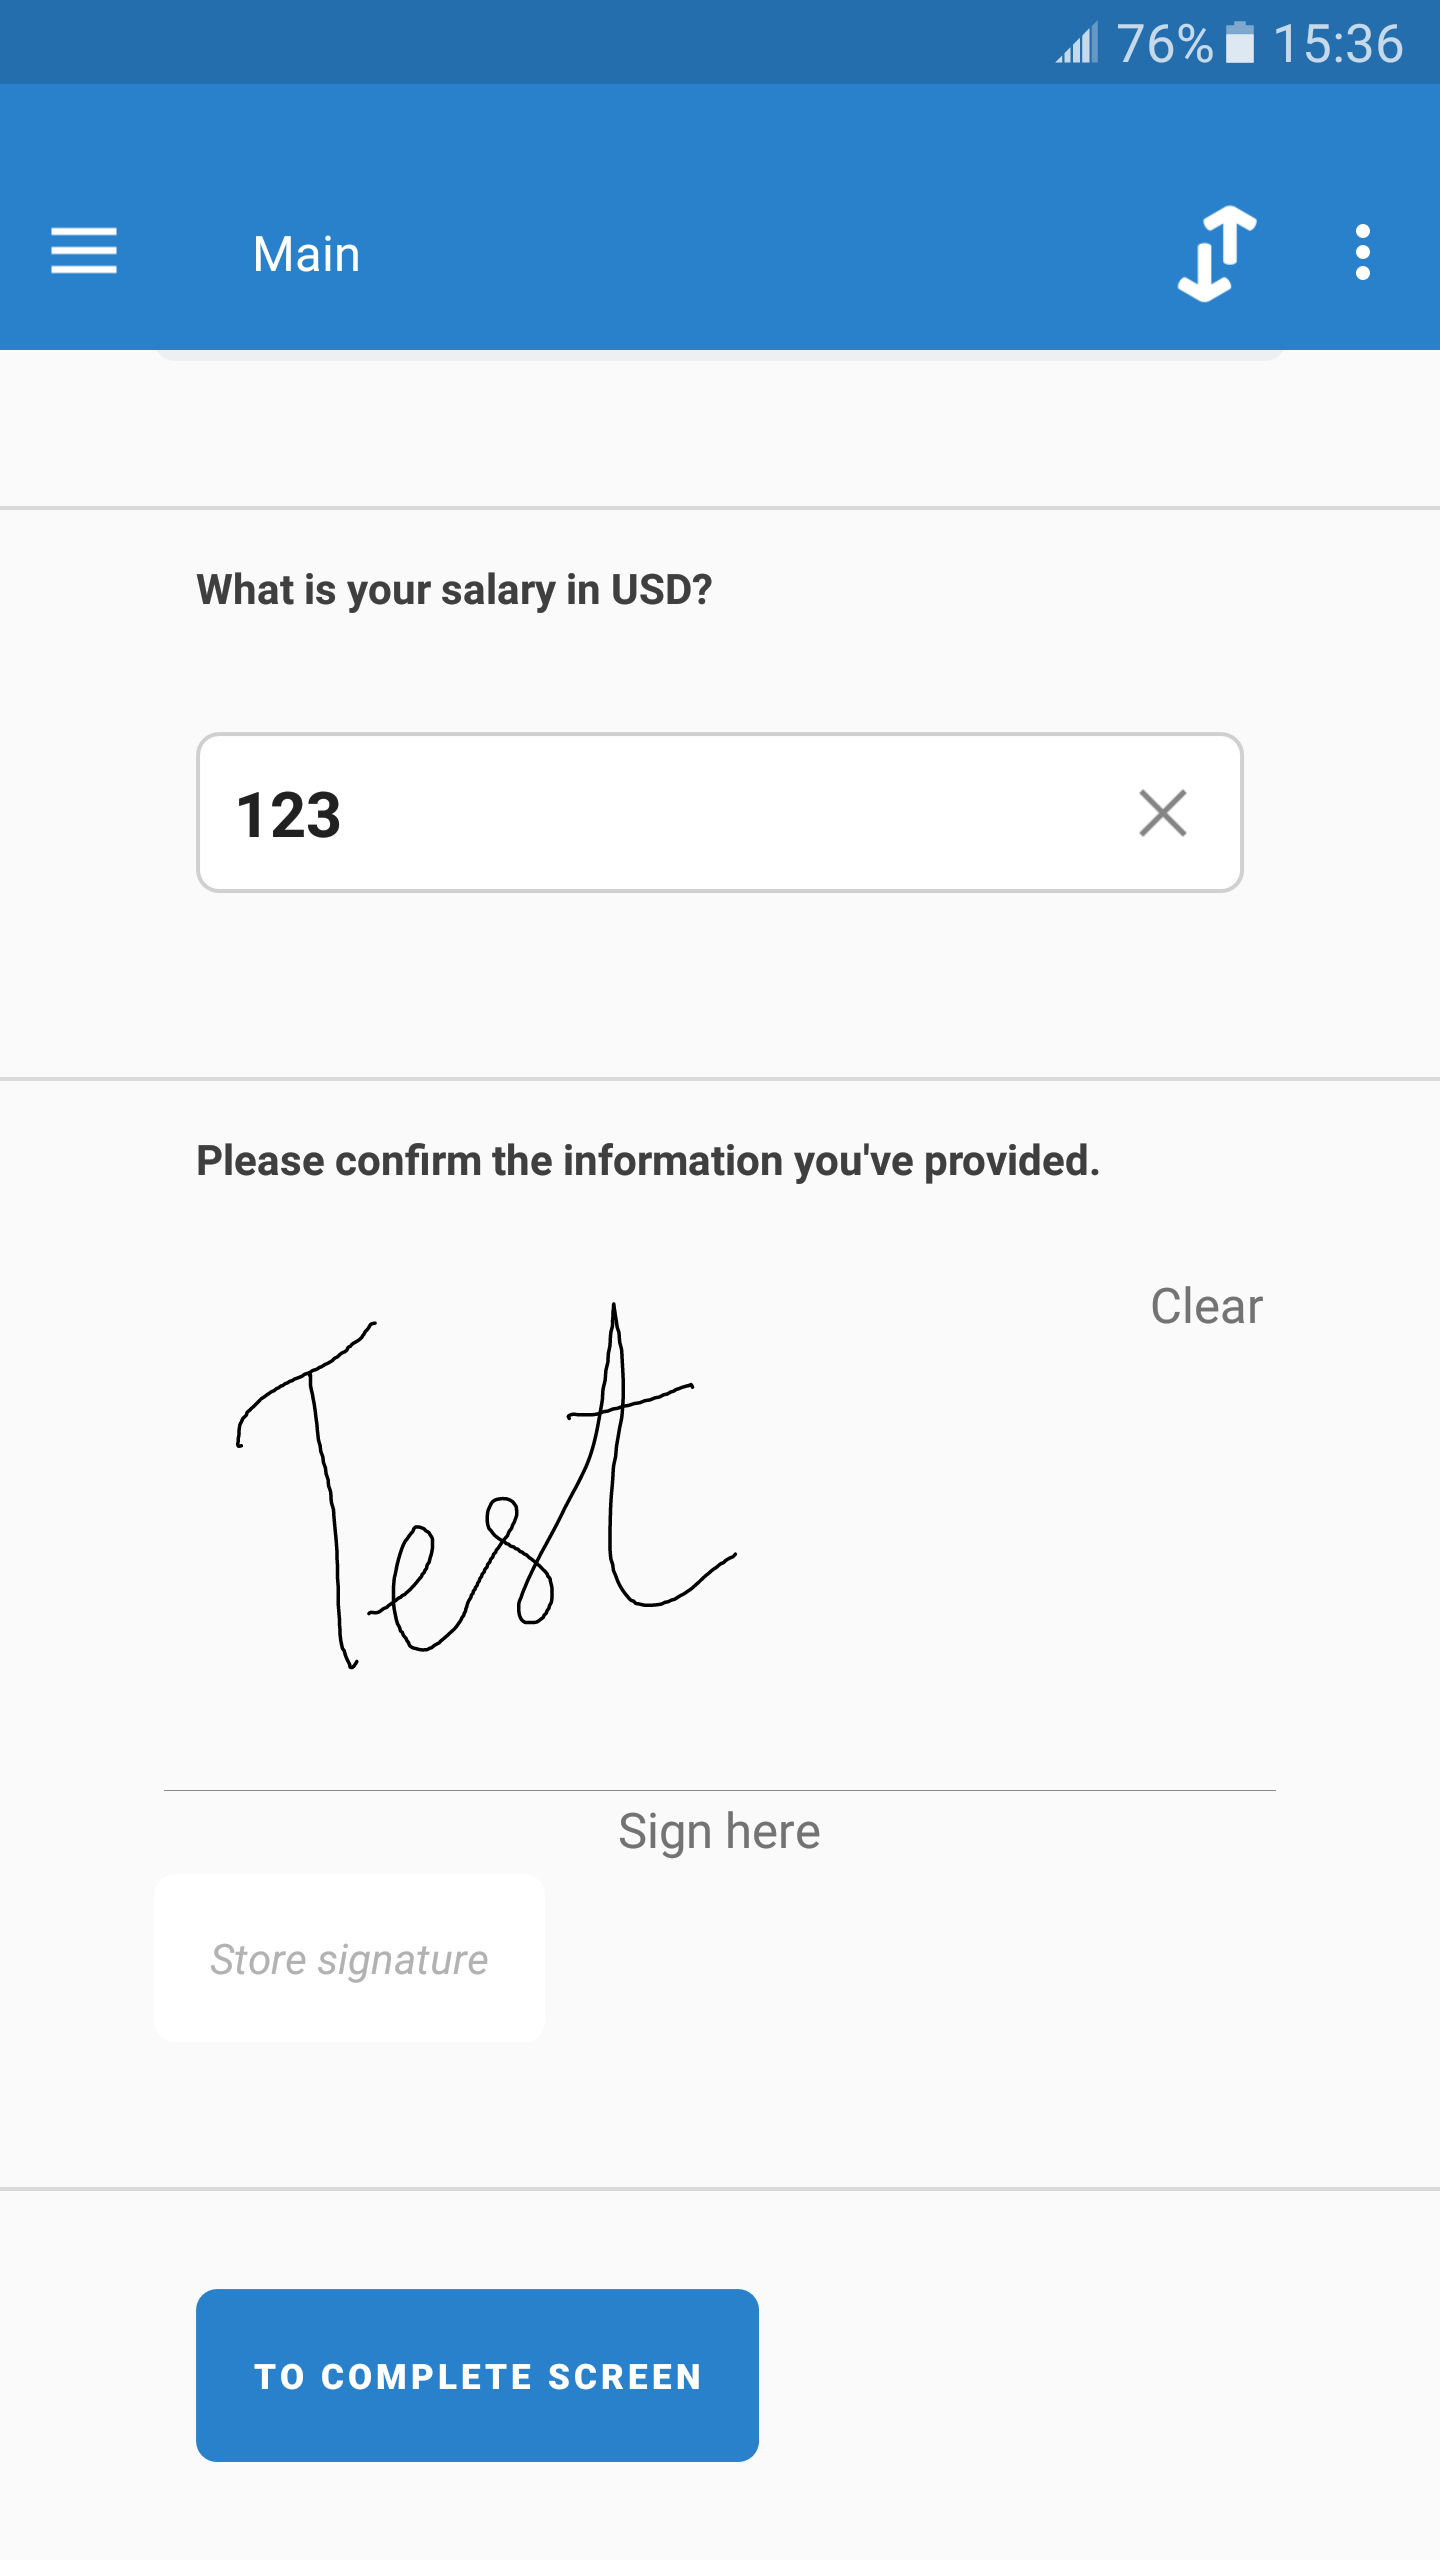 76% 15:36
Main
What is your salary in USD?
123
Please confirm the information you've provided.
Clear
Test
Sign here
Store signature
TO COMPLETE SCREEN